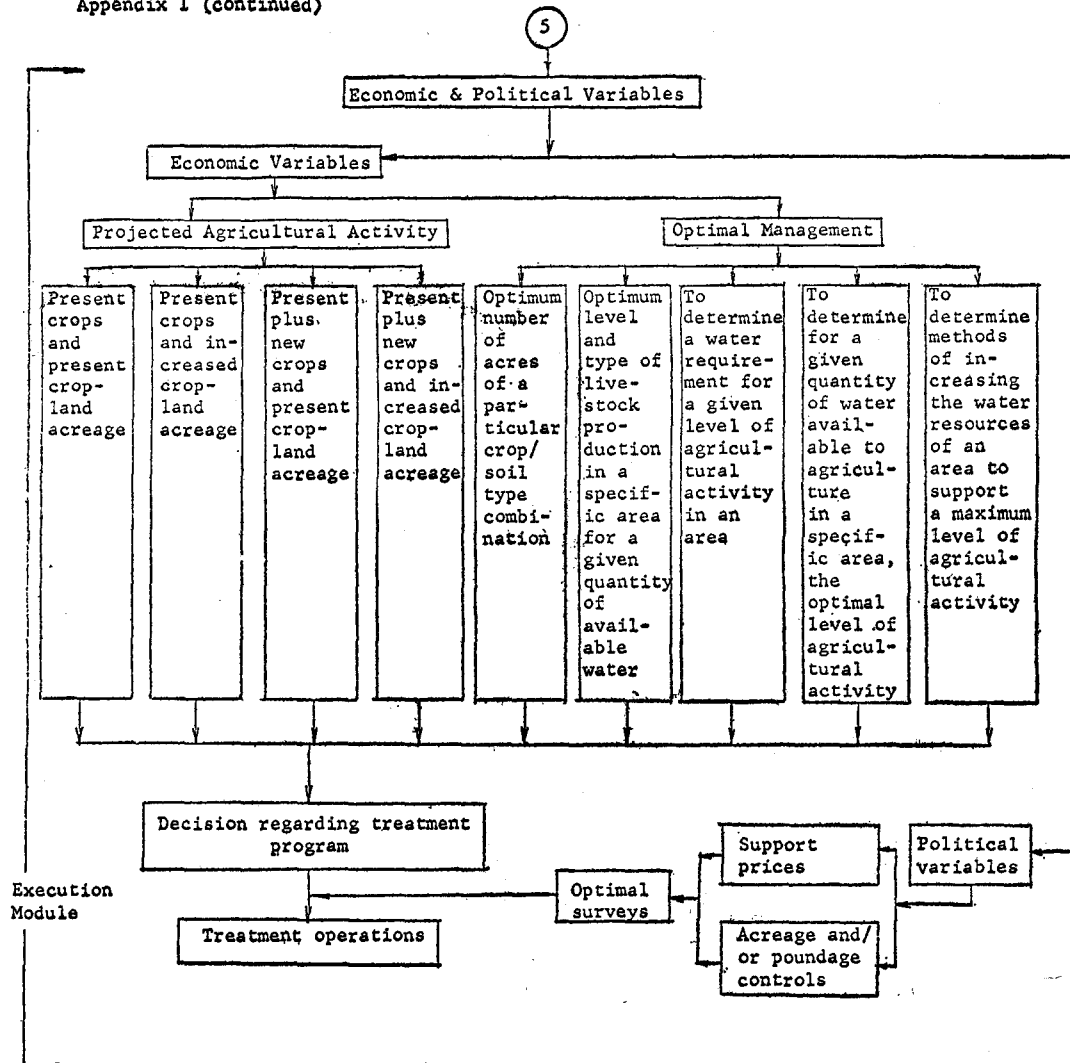 Appendix I (continued)
5
Economic & Political Variables
Economic Variables
Projected Agricultural Activity
Optimal Management
Present
crops
and
present
crop-
land
acreage
Present
crops
and in-
creased
crop-
land
acreage
Present
plus
new
crops
and
present
crop-
land
acreage
Present
plus
new
crops
and in-
creased
crop-
land
acreage
Optimum
number
of
acres
of a
par-
ticular
crop/
soil
type
combi-
nation
Optimum
level
and
type of
live-
stock
pro-
duction
in a
specif-
ic area
for a
given
quantity
of
avail-
able
water
To
determine
a water
require-
ment for
a given
level of
agricul-
tural
activity
in an
area
To
determine
for a
given
quantity
of water
avail-
able to
agricul-
ture
in a
specif-
ic area,
the
optimal
level of
agricul-
tural
activity
To
determine
methods
of in-
creasing
the water
resources
of an
area to
support
a maximum
level of
agricul-
tural
activity
Decision regarding treatment
program
Support
prices
Political
variables
Execution
Module
Optimal
surveys
Treatment operations
Acreage and/
or poundage
controls